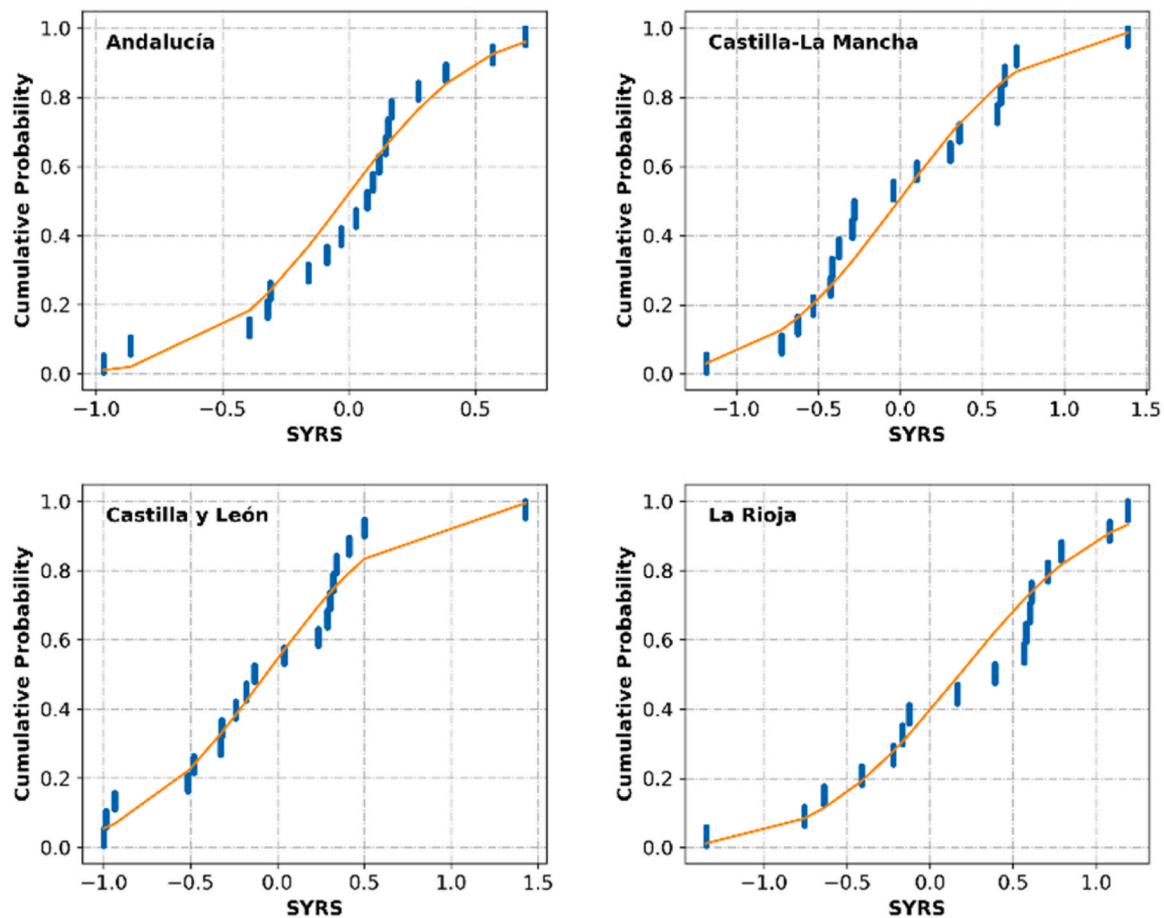 Andalucía
Cumulative Probability
1.0
0.8
0.6
0.4
0.2
0.0
−1.0 −0.5 0.0 0.5
SYRS
Castilla-La Mancha
Cumulative Probability
1.0
0.8
0.6
0.4
0.2
0.0
−1.0 −0.5 0.0 0.5 1.0 1.5
SYRS
Castilla y León
Cumulative Probability
1.0
0.8
0.6
0.4
0.2
0.0
−1.0 −0.5 0.0 0.5 1.0 1.5
SYRS
La Rioja
Cumulative Probability
1.0
0.8
0.6
0.4
0.2
0.0
−1.0 −0.5 0.0 0.5 1.0
SYRS